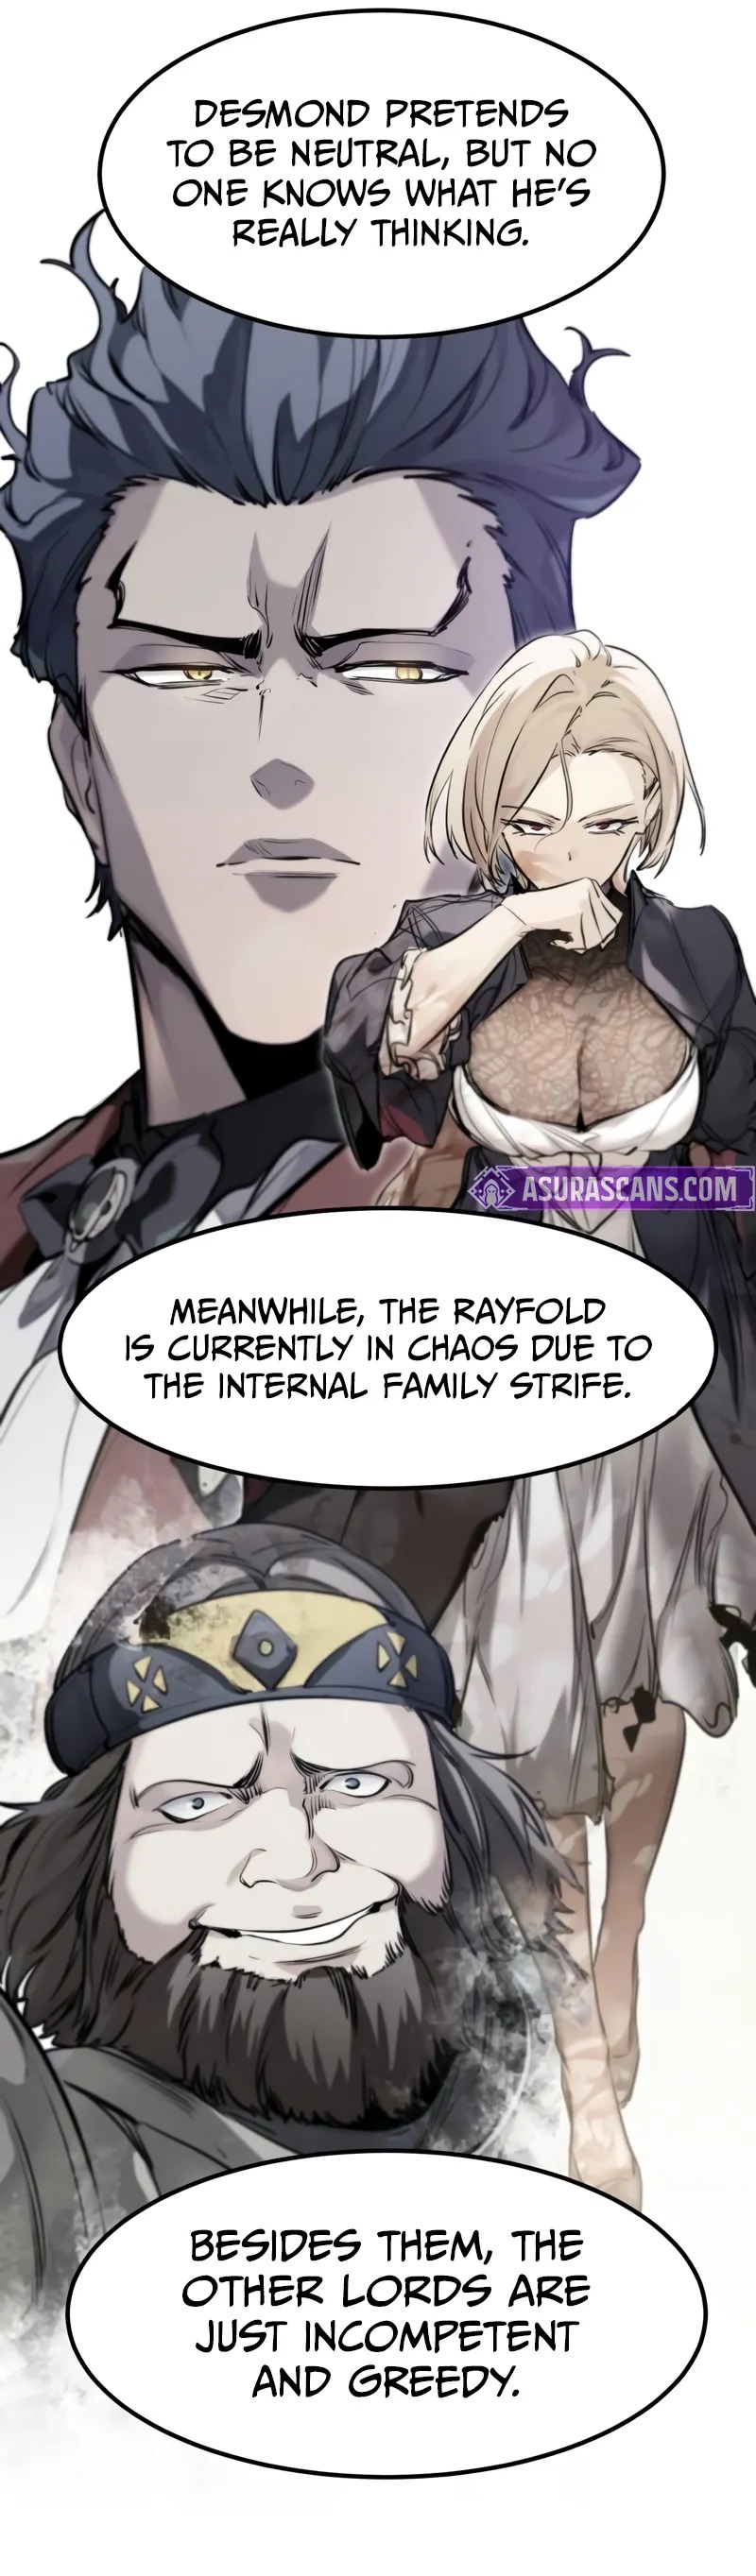 DESMOND PRETENDS
TO BE NEUTRAL, BUT NO
ONE KNOWS WHAT HE'S
REALLY THINKING.
ASURASCANS.COM
MEANWHILE, THE RAYFOLD
IS CURRENTLY IN CHAOS DUE TO
THE INTERNAL FAMILY STRIFE.
BESIDES THEM, THE
OTHER LORDS ARE
JUST INCOMPETENT
AND GREEDY.